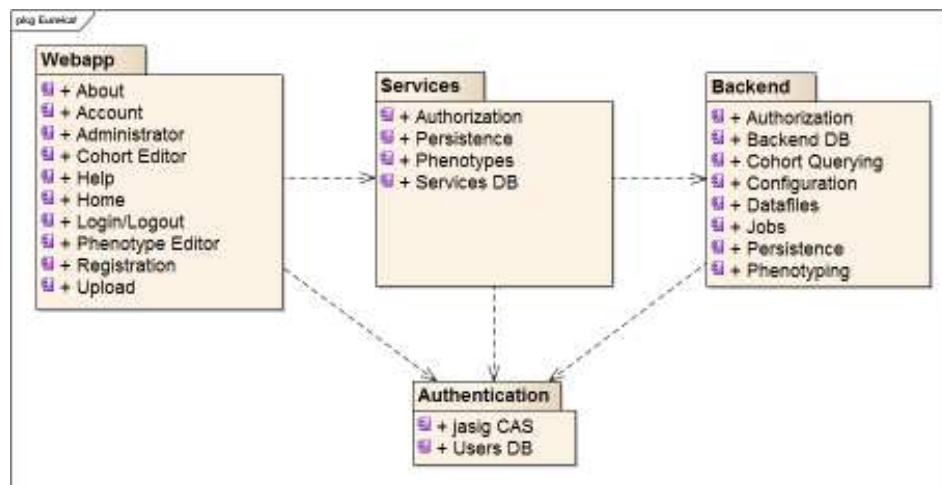 pkg Eureka!
Webapp
+ About
+ Account
+ Administrator
+ Cohort Editor
+ Help
+ Home
+ Login/Logout
+ Phenotype Editor
+ Registration
+ Upload
Services
+ Authorization
+ Persistence
+ Phenotypes
+ Services DB
Backend
+ Authorization
+ Backend DB
+ Cohort Querying
+ Configuration
+ Datafiles
+ Jobs
+ Persistence
+ Phenotyping
Authentication
+ jasig CAS
+ Users DB